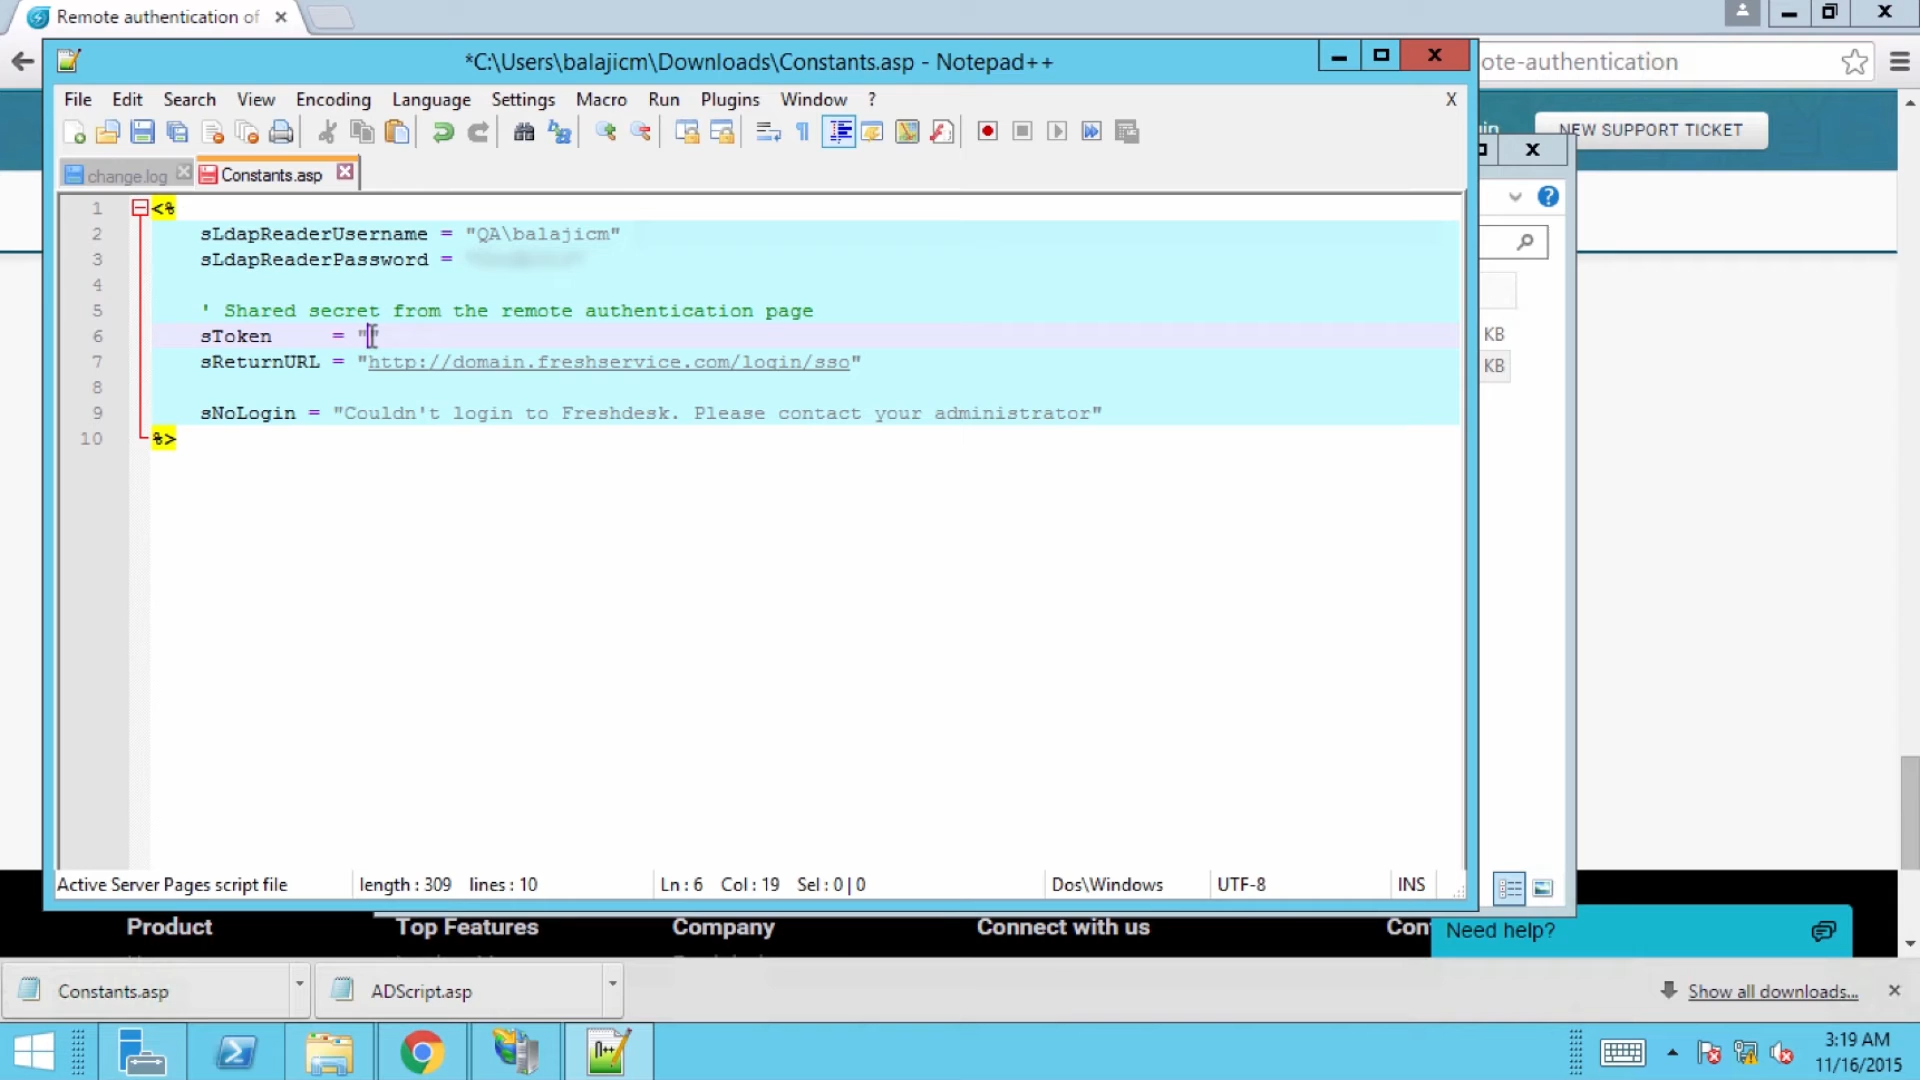 Remote authentication of
*C:\Users\balajicm\Downloads\Constants.asp - Notepad++
ote-authentication
File Edit Search View Encoding Language Settings Macro Run Plugins Window ? X
NEW SUPPORT TICKET
change.log Constants.asp
1 <%
2 sLdapReaderUsername = "QA\balajicm"
3 sLdapReaderPassword =
4
5 ' Shared secret from the remote authentication page
6 sToken = ""
7 sReturnURL = "http://domain.freshservice.com/login/sso"
8
9 sNoLogin = "Couldn't login to Freshdesk. Please contact your administrator"
10 %>
KB
KB
Active Server Pages script file length : 309 lines : 10 Ln : 6 Col : 19 Sel : 0 | 0 Dos\Windows UTF-8 INS
Product Top Features Company Connect with us Con
Need help?
Constants.asp ADScript.asp Show all downloads...
3:19 AM
11/16/2015